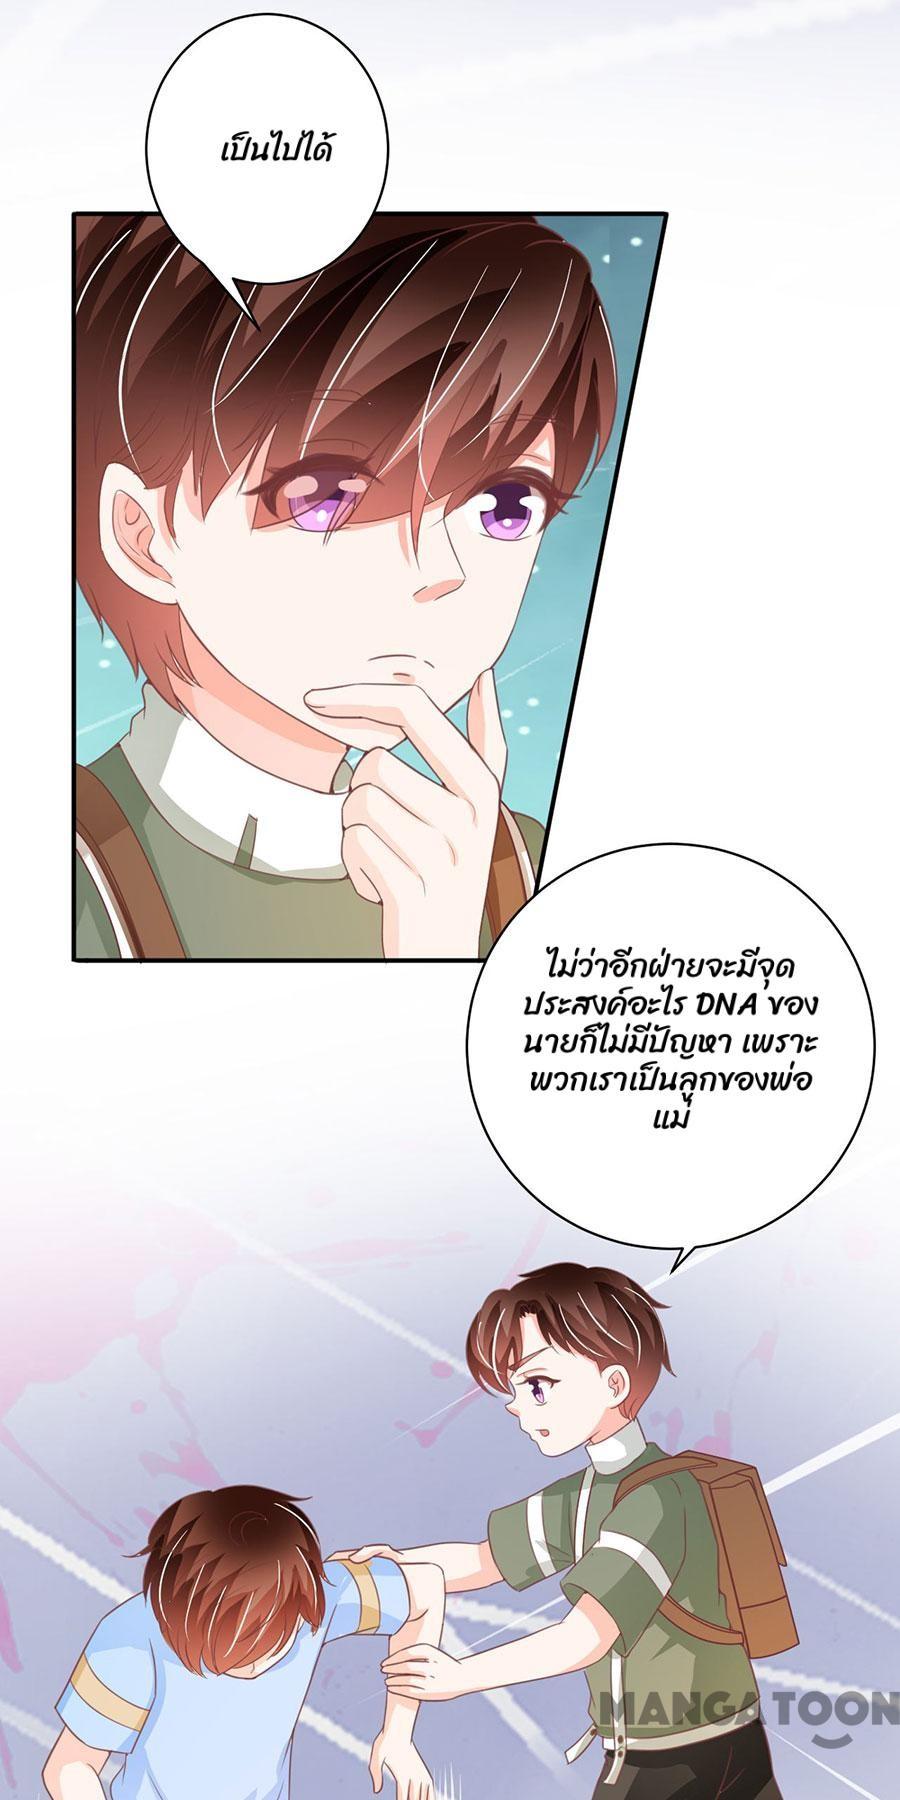 เป็นไปได้
ไม่ว่าอีกฝ่ายจะมีจุด
ประสงค์อะไร DNA ของ
นายก็ไม่มีปัญหา เพราะ
พวกเราเป็นลูกของพ่อ
แม่
MANGATOON